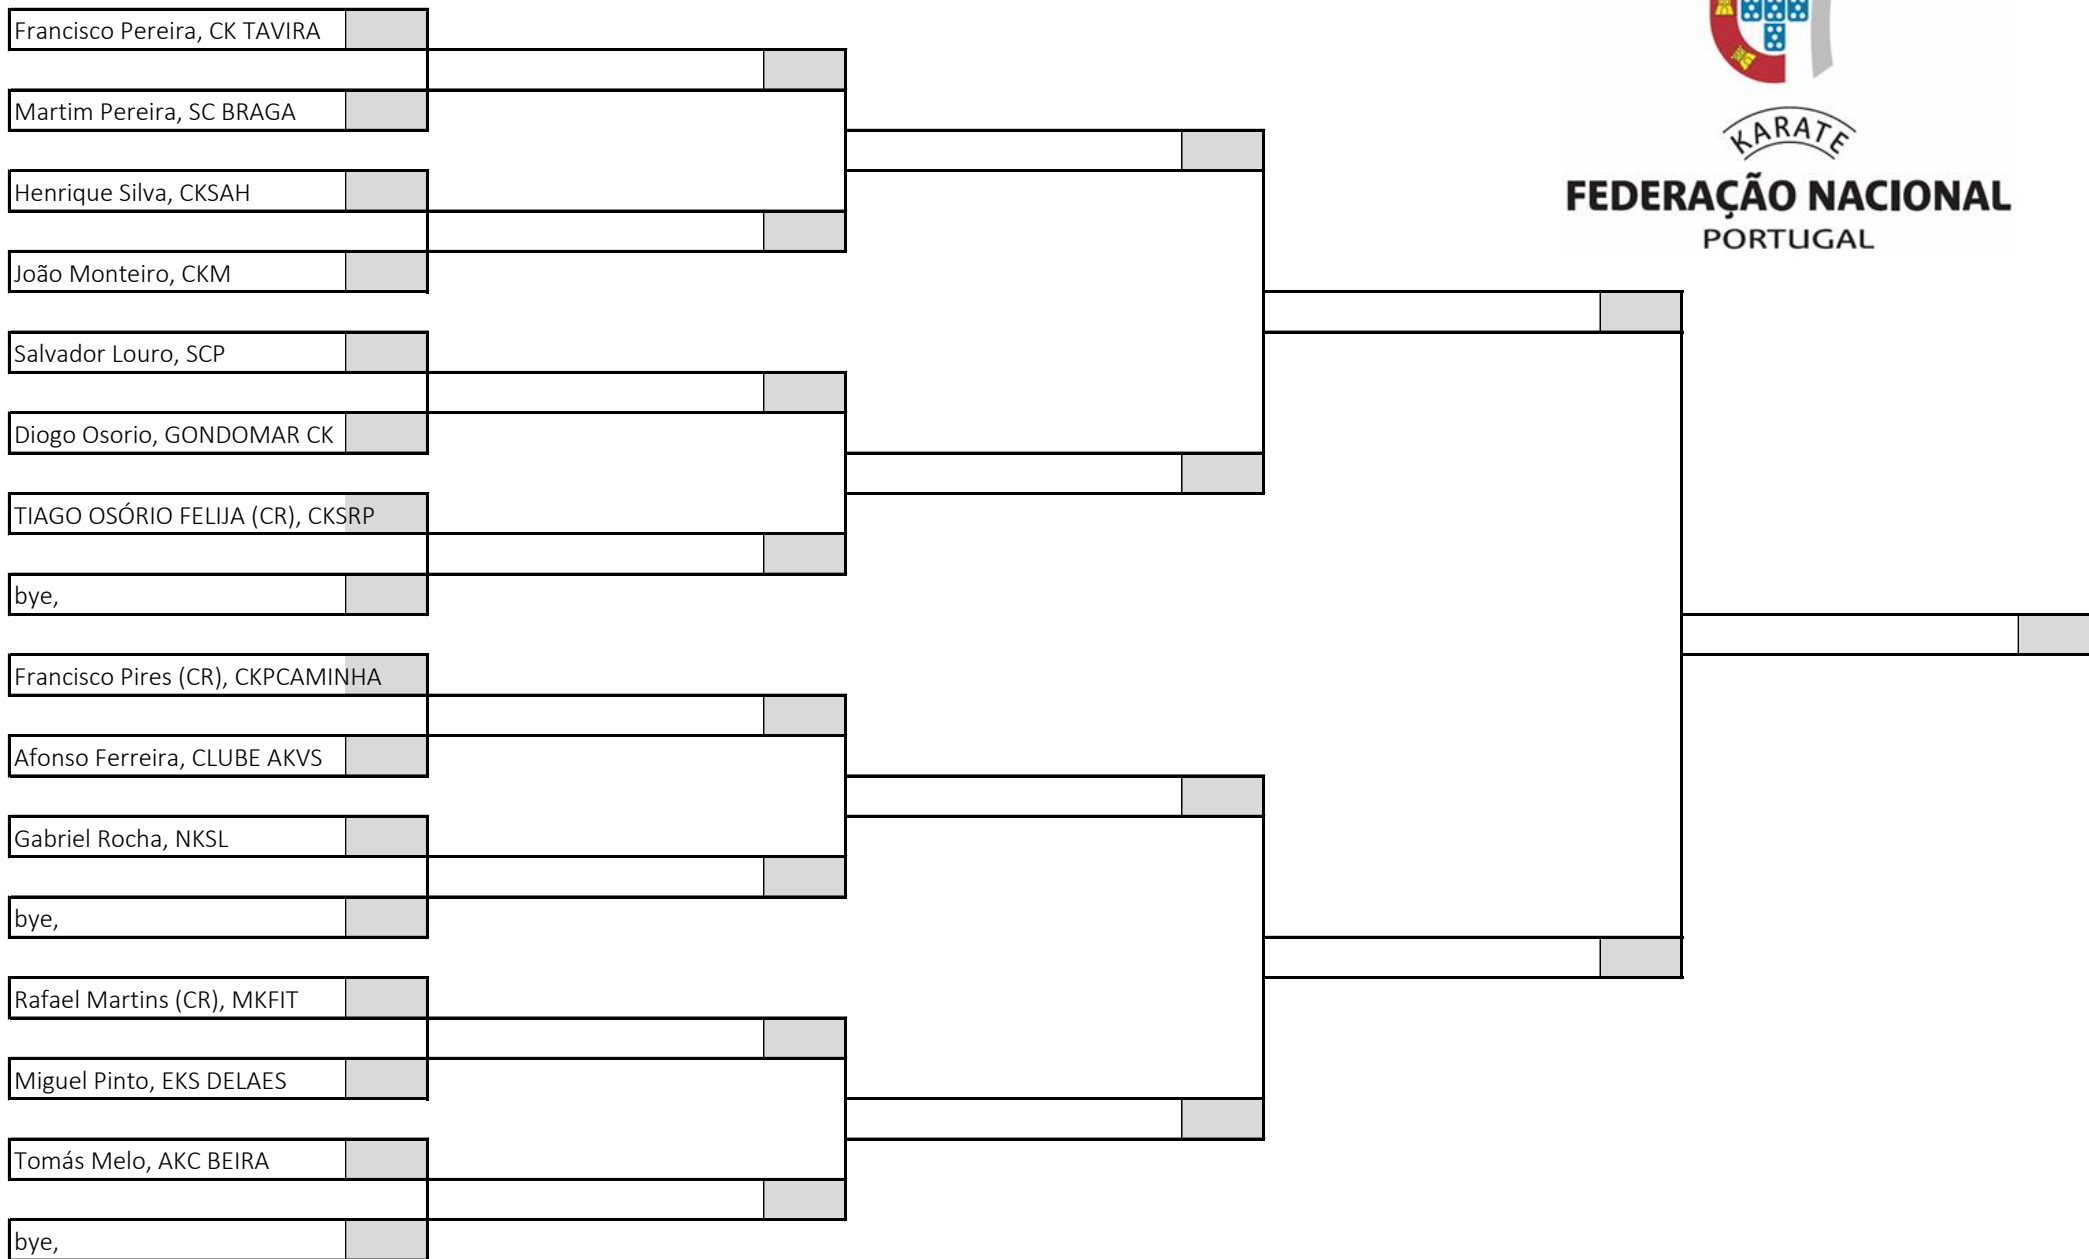 Francisco Pereira, CK TAVIRA
Martim Pereira, SC BRAGA
KARATE
Henrique Silva, CKSAH
FEDERAÇÃO NACIONAL
PORTUGAL
João Monteiro, CKM
Salvador Louro, SCP
Diogo Osorio, GONDOMAR CK
TIAGO OSÓRIO FELIJA (CR), CKSRP
bye,
Francisco Pires (CR), CKPCAMINHA
Afonso Ferreira, CLUBE AKVS
Gabriel Rocha, NKSL
bye,
Rafael Martins (CR), MKFIT
Miguel Pinto, EKS DELAES
Tomás Melo, AKC BEIRA
bye,